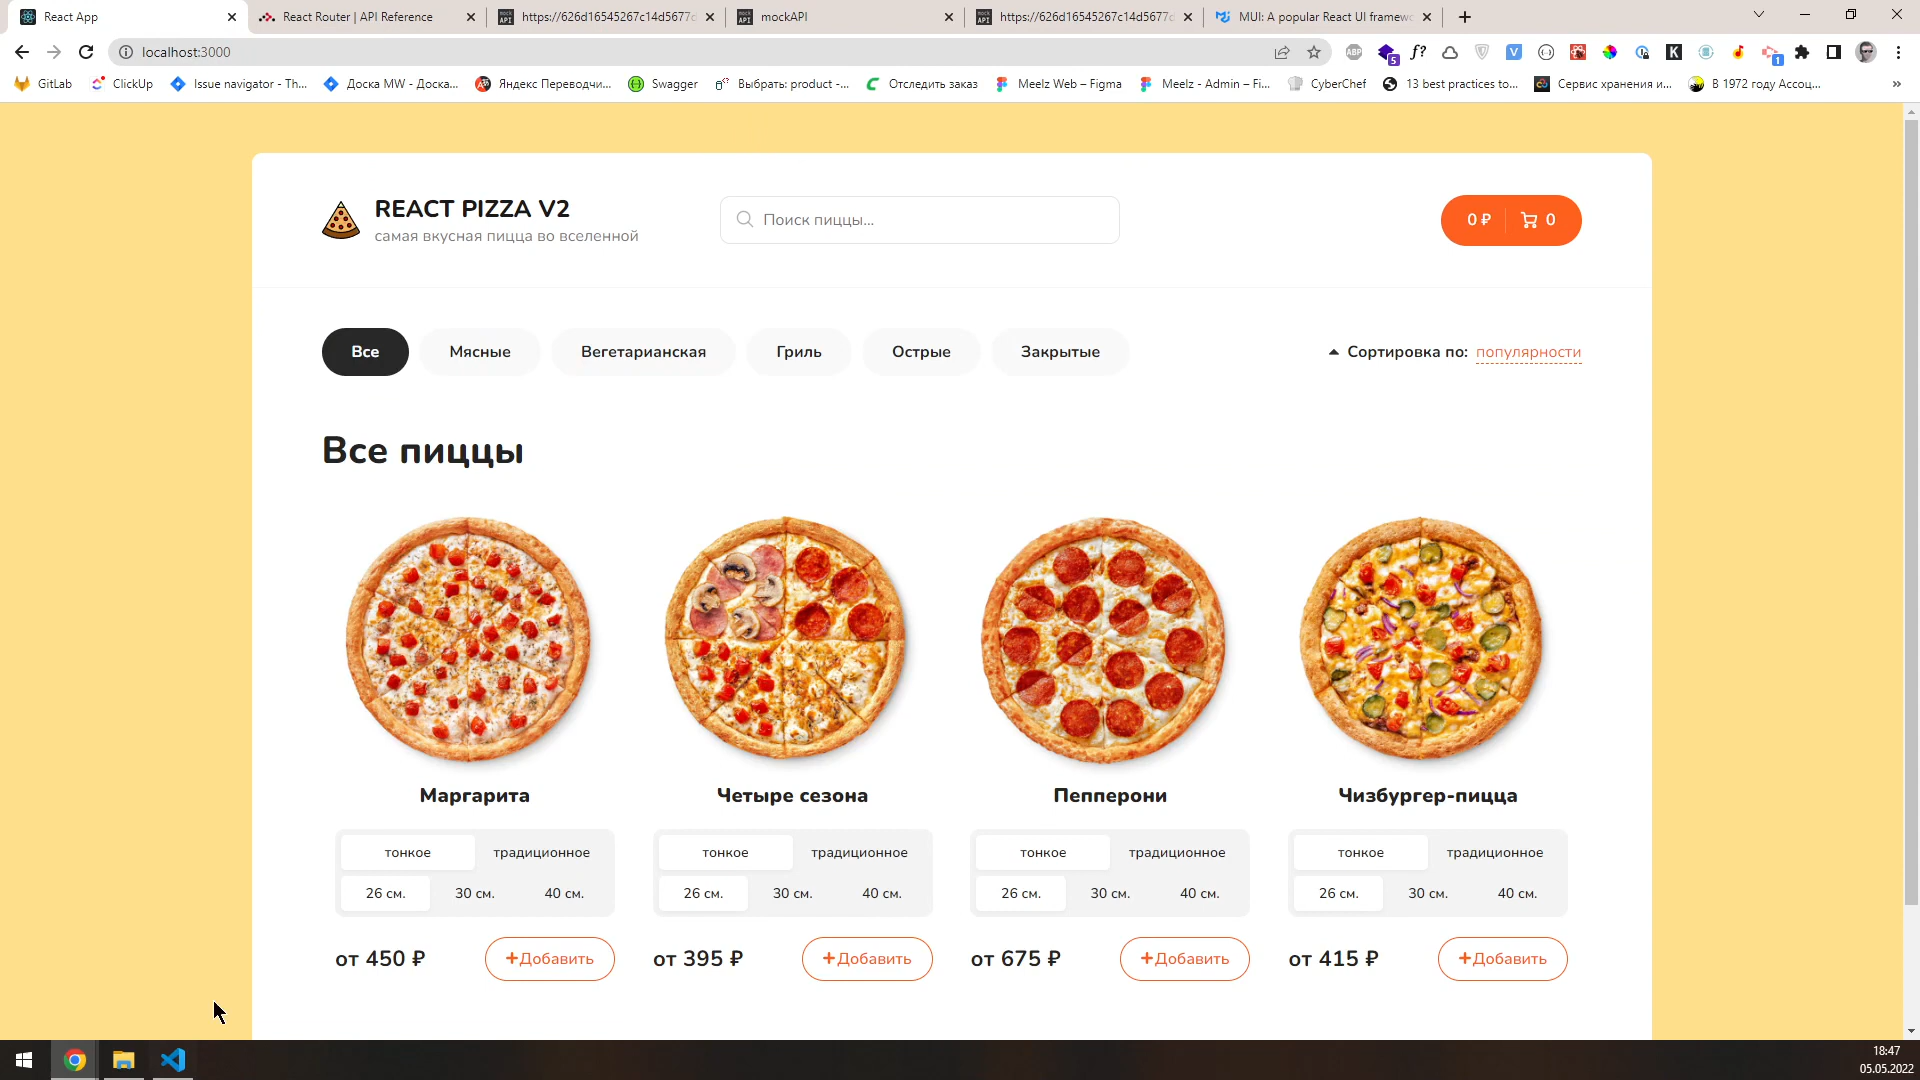 React App
React Router | API Reference
https://626d16545267c14d5677d
mockAPI
https://626d16545267c14d5677c
MUI: A popular React UI framewo
localhost:3000
GitLab
ClickUp
Issue navigator - Th...
Доска MW - Доска...
Яндекс Переводчи...
Swagger
Выбрать: product -...
Отследить заказ
Meelz Web – Figma
Meelz - Admin – Fi...
CyberChef
13 best practices to...
Сервис хранения и...
В 1972 году Ассоц...
REACT PIZZA V2
самая вкусная пицца во вселенной
Поиск пиццы...
0 ₽ 0
Все Мясные Вегетарианская Гриль Острые Закрытые
Сортировка по: популярности
Все пиццы
Маргарита
тонкое традиционное
26 см. 30 см. 40 см.
от 450 ₽ +Добавить
Четыре сезона
тонкое традиционное
26 см. 30 см. 40 см.
от 395 ₽ +Добавить
Пепперони
тонкое традиционное
26 см. 30 см. 40 см.
от 675 ₽ +Добавить
Чизбургер-пицца
тонкое традиционное
26 см. 30 см. 40 см.
от 415 ₽ +Добавить
18:47
05.05.2022